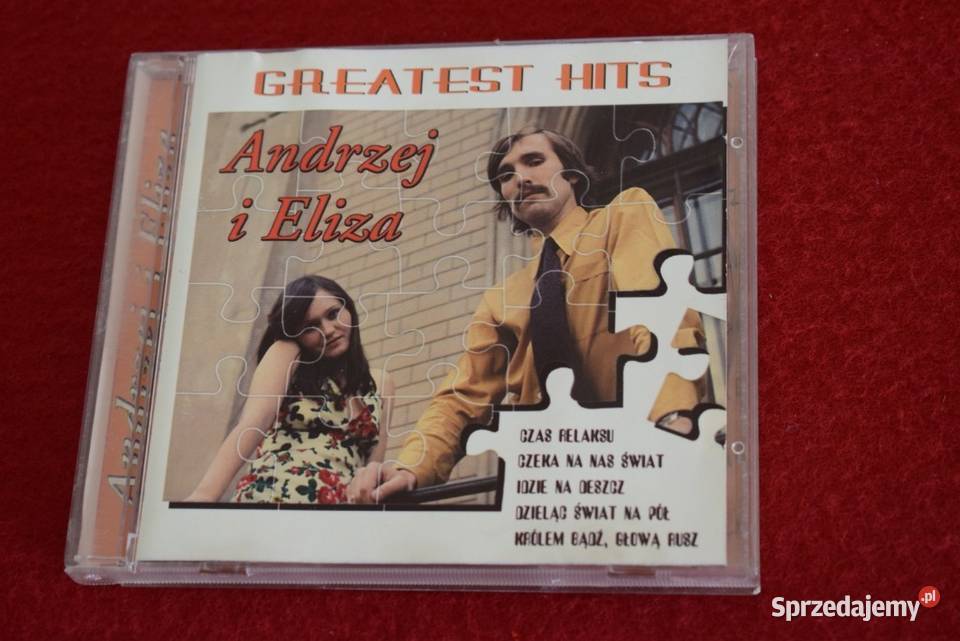 GREATEST HITS
Andrzej
i Eliza
Andrzej i Eliza
CZAS RELAKSU
CZEKA NA NAS ŚWIAT
IDZIE NA DESZCZ
DZIELĄC ŚWIAT NA PÓŁ
KRÓLEM BĄDŹ, GŁOWĄ RUSZ
Sprzedajemy.pl